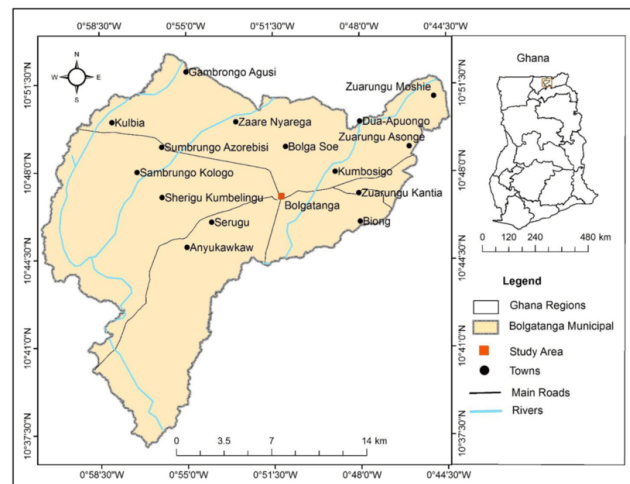 0°58'30"W 0°55'0"W 0°51'30"W 0°48'0"W 0°44'30"W
N
W E
S
Gambrongo Agusi
Zuarungu Moshie
Kulbia
Zaare Nyarega
Dua-Apuongo
Zuarungu Asonge
Sumbrungo Azorebisi
Bolga Soe
Sambrungo Kologo
Kumbosigo
Sherigu Kumbelingu
Bolgatanga
Zuarungu Kantia
Serugu
Biong
Anyukawkaw
0 3.5 7 14 km
10°51'30"N
10°48'0"N
10°44'30"N
10°41'0"N
10°37'30"N
10°51'30"N
10°48'0"N
10°44'30"N
10°41'0"N
10°37'30"N
0°58'30"W 0°55'0"W 0°51'30"W 0°48'0"W 0°44'30"W
Ghana
0 120 240 480 km
Legend
Ghana Regions
Bolgatanga Municipal
Study Area
Towns
Main Roads
Rivers